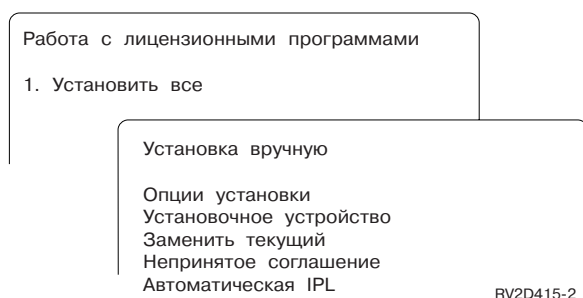 Работа с лицензионными программами
1. Установить все
Установка вручную
Опции установки
Установочное устройство
Заменить текущий
Непринятое соглашение
Автоматическая IPL
RV2D415-2